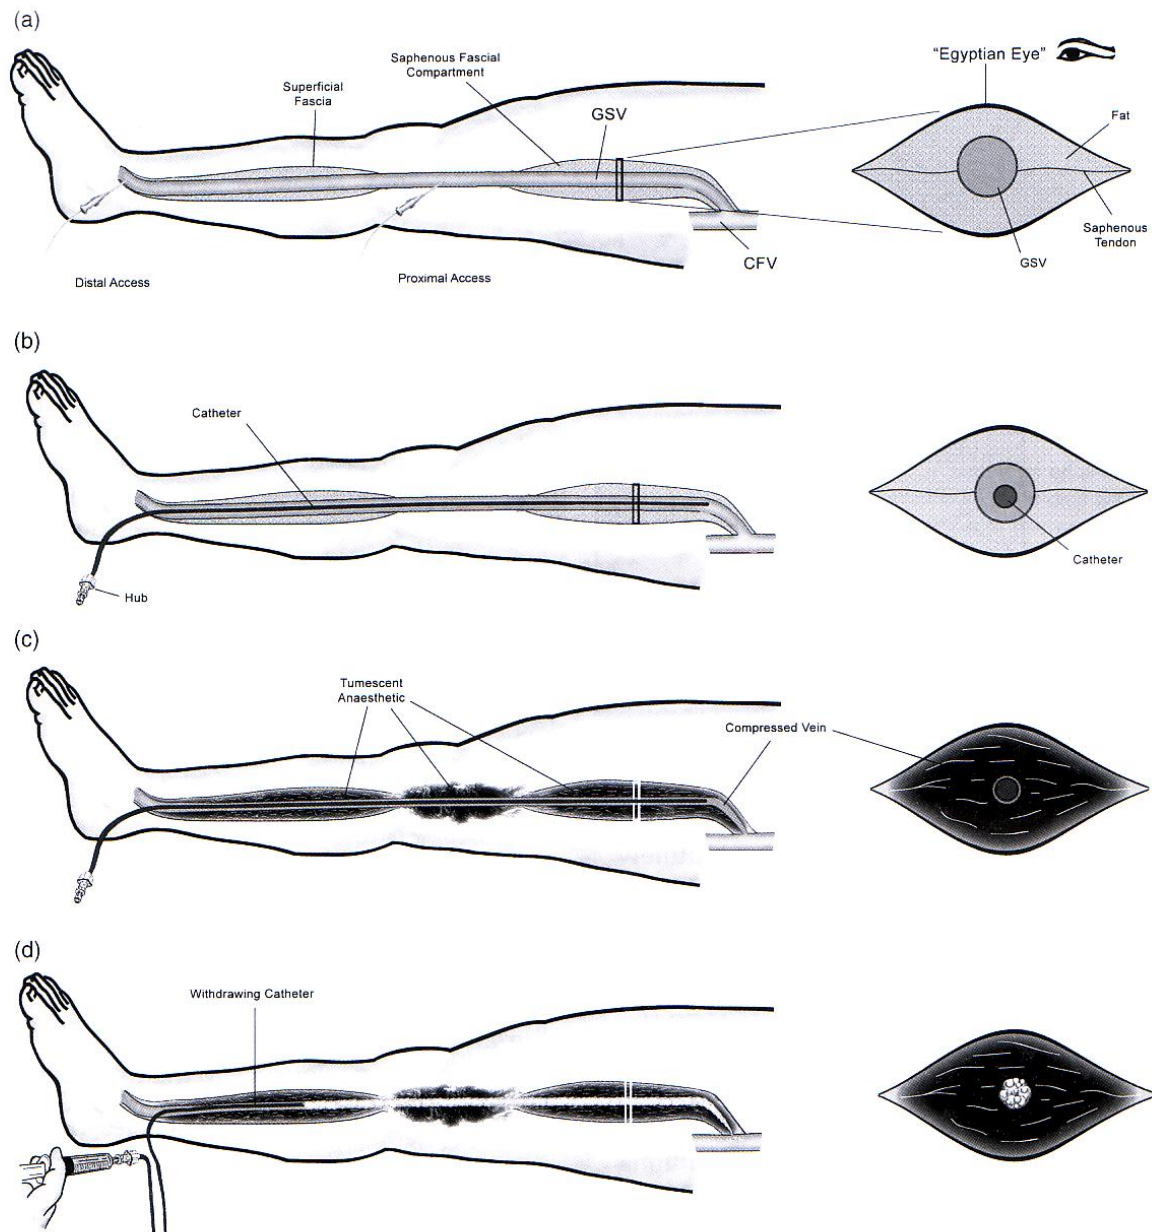 (a)
"Egyptian Eye"
Saphenous Fascial
Compartment
Superficial
Fascia
GSV
Fat
Saphenous
Tendon
GSV
CFV
Distal Access
Proximal Access
(b)
Catheter
Catheter
Hub
(c)
Tumescent
Anaesthetic
Compressed Vein
(d)
Withdrawing Catheter